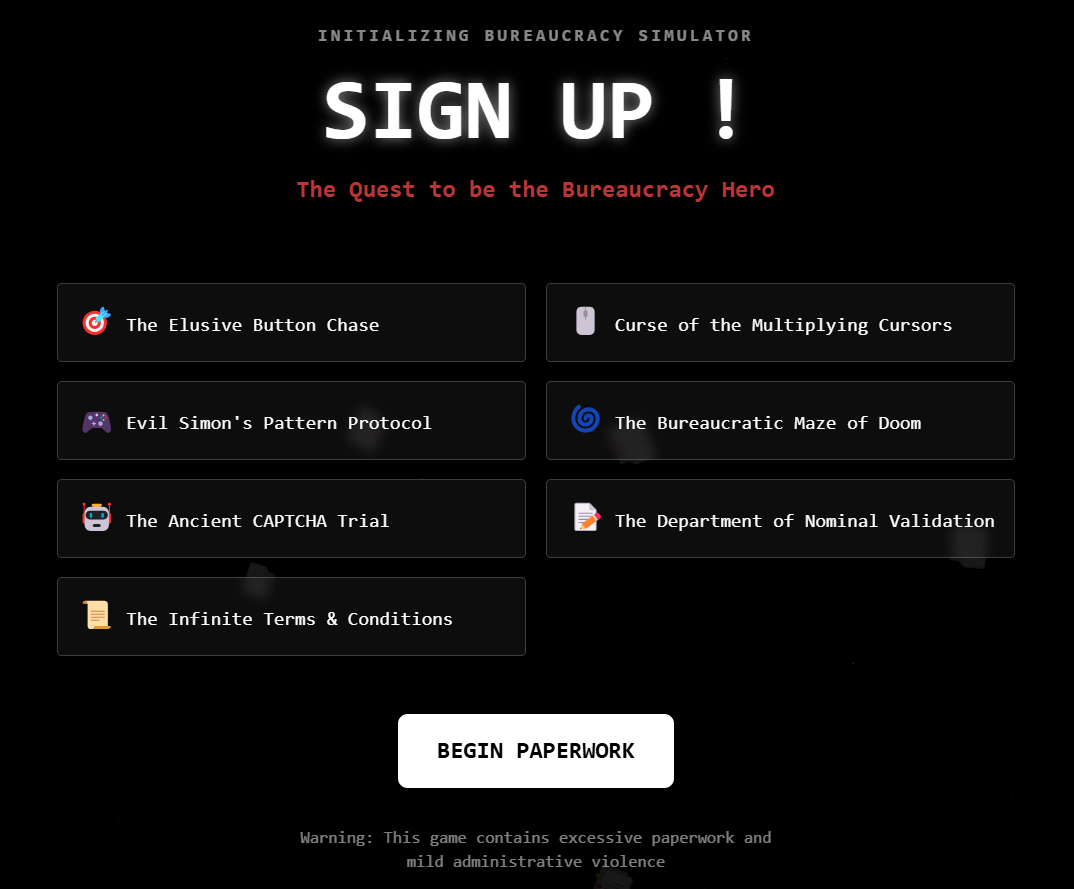 INITIALIZING BUREAUCRACY SIMULATOR
SIGN UP !
The Quest to be the Bureaucracy Hero
The Elusive Button Chase
Curse of the Multiplying Cursors
Evil Simon's Pattern Protocol
The Bureaucratic Maze of Doom
The Ancient CAPTCHA Trial
The Department of Nominal Validation
The Infinite Terms & Conditions
BEGIN PAPERWORK
Warning: This game contains excessive paperwork and
mild administrative violence